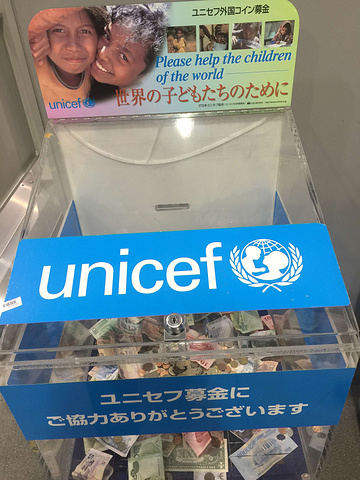 ユニセフ外国コイン募金
Please help the children
of the world
unicef
世界の子どもたちのために
unicef
ユニセフ募金に
ご協力ありがとうございます